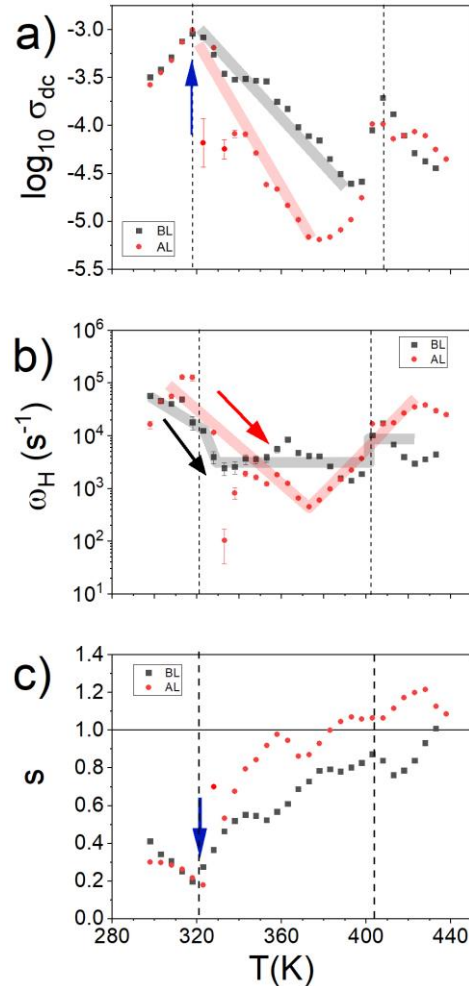 a)
-3.0
-3.5
-4.0
-4.5
-5.0
-5.5
log10 σdc
BL
AL
b)
10^6
10^5
10^4
10^3
10^2
10^1
ωH (s^-1)
BL
AL
c)
1.4
1.2
1.0
0.8
0.6
0.4
0.2
0.0
s
BL
AL
280 320 360 400 440
T(K)